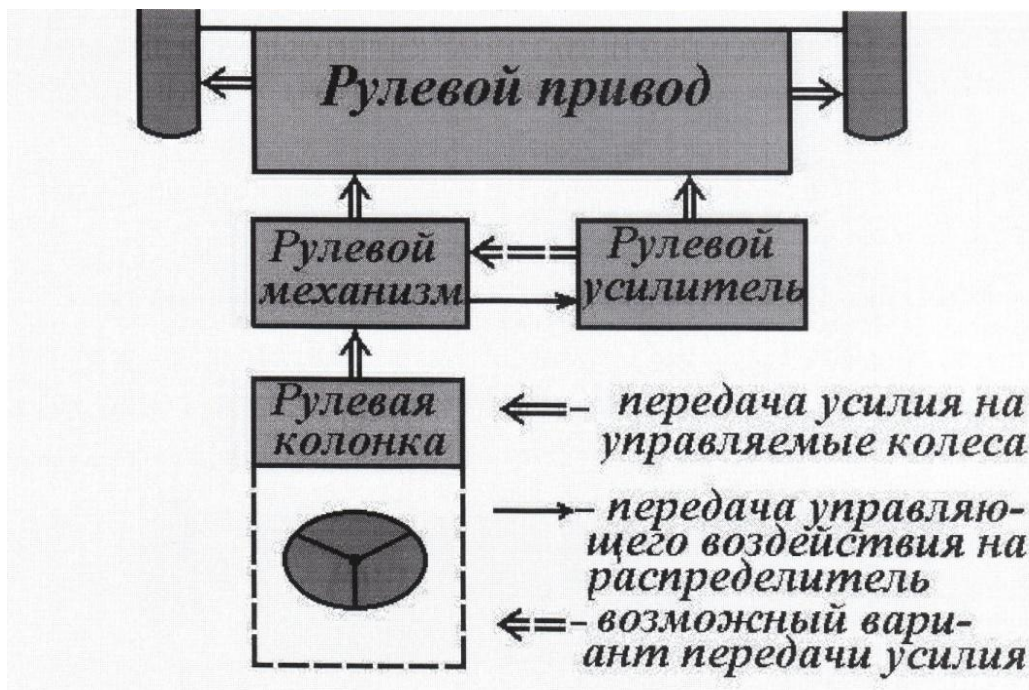 Рулевой привод
Рулевой
механизм
Рулевой
усилитель
Рулевая
колонка
– передача усилия на
управляемые колеса
– передача управляю-
щего воздействия на
распределитель
– возможный вари-
ант передачи усилия